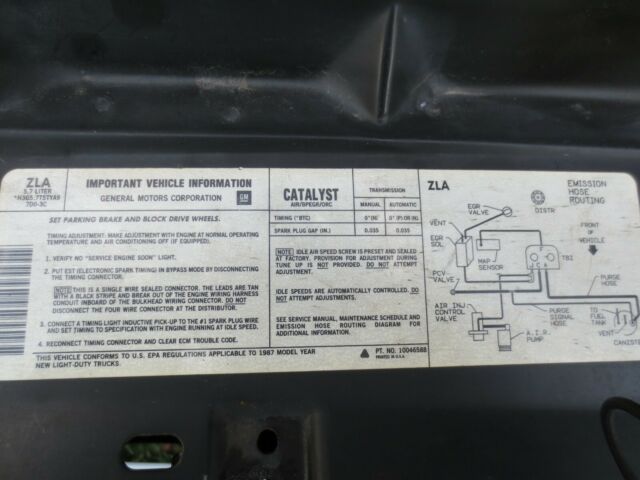 ZLA
5.7 LITER
7D0-3C
IMPORTANT VEHICLE INFORMATION
GENERAL MOTORS CORPORATION
GM
SET PARKING BRAKE AND BLOCK DRIVE WHEELS.
TIMING ADJUSTMENT. MAKE ADJUSTMENTS WITH ENGINE AT NORMAL OPERATING
TEMPERATURE AND AIR CONDITIONING OFF (IF EQUIPPED).
1. VERIFY NO "SERVICE ENGINE SOON" LIGHT.
2. PUT EST (ELECTRONIC SPARK TIMING) IN BYPASS MODE BY DISCONNECTING
THE TIMING CONNECTOR.
NOTE THIS IS A SINGLE WIRE SEALED CONNECTOR. THE LEADS ARE TAN
WITH A BLACK STRIPE AND BREAK OUT OF THE ENGINE WIRING HARNESS
CONDUIT INBOARD OF THE BULKHEAD WIRING CONNECTOR. DO NOT
DISCONNECT THE FOUR WIRE CONNECTOR AT THE DISTRIBUTOR.
3. CONNECT A TIMING LIGHT INDUCTIVE PICK-UP TO THE #1 SPARK PLUG WIRE
AND SET TIMING TO SPECIFICATION WITH ENGINE RUNNING AT IDLE SPEED.
4. RECONNECT TIMING CONNECTOR AND CLEAR ECM TROUBLE CODE.
THIS VEHICLE CONFORMS TO U.S. EPA REGULATIONS APPLICABLE TO 1987 MODEL YEAR
NEW LIGHT-DUTY TRUCKS.
CATALYST
AIR/BPEGR/ORC
TRANSMISSION
MANUAL AUTOMATIC
TIMING (°BTC) 0° (N) 0° (P) OR (N)
SPARK PLUG GAP (IN.) 0.035 0.035
NOTE IDLE AIR SPEED SCREW IS PRESET AND SEALED
AT FACTORY. PROVISION FOR ADJUSTMENT DURING
TUNE UP IS NOT PROVIDED. DO NOT ATTEMPT
ADJUSTMENT.
IDLE SPEEDS ARE AUTOMATICALLY CONTROLLED. DO
NOT ATTEMPT ADJUSTMENTS.
SEE SERVICE MANUAL, MAINTENANCE SCHEDULE AND
EMISSION HOSE ROUTING DIAGRAM FOR
ADDITIONAL INFORMATION.
PT. NO. 10046588
PRINTED IN U.S.A.
ZLA
EMISSION
HOSE
ROUTING
EGR
VALVE
DISTR
FRONT
OF
VEHICLE
VENT
EGR
SOL
MAP
SENSOR
TBI
PCV
VALVE
PURGE
HOSE
AIR INJ
CONTROL
VALVE
A.I.R.
PUMP
PURGE
SIGNAL
HOSE
TO
FUEL
TANK
VENT
CANISTE